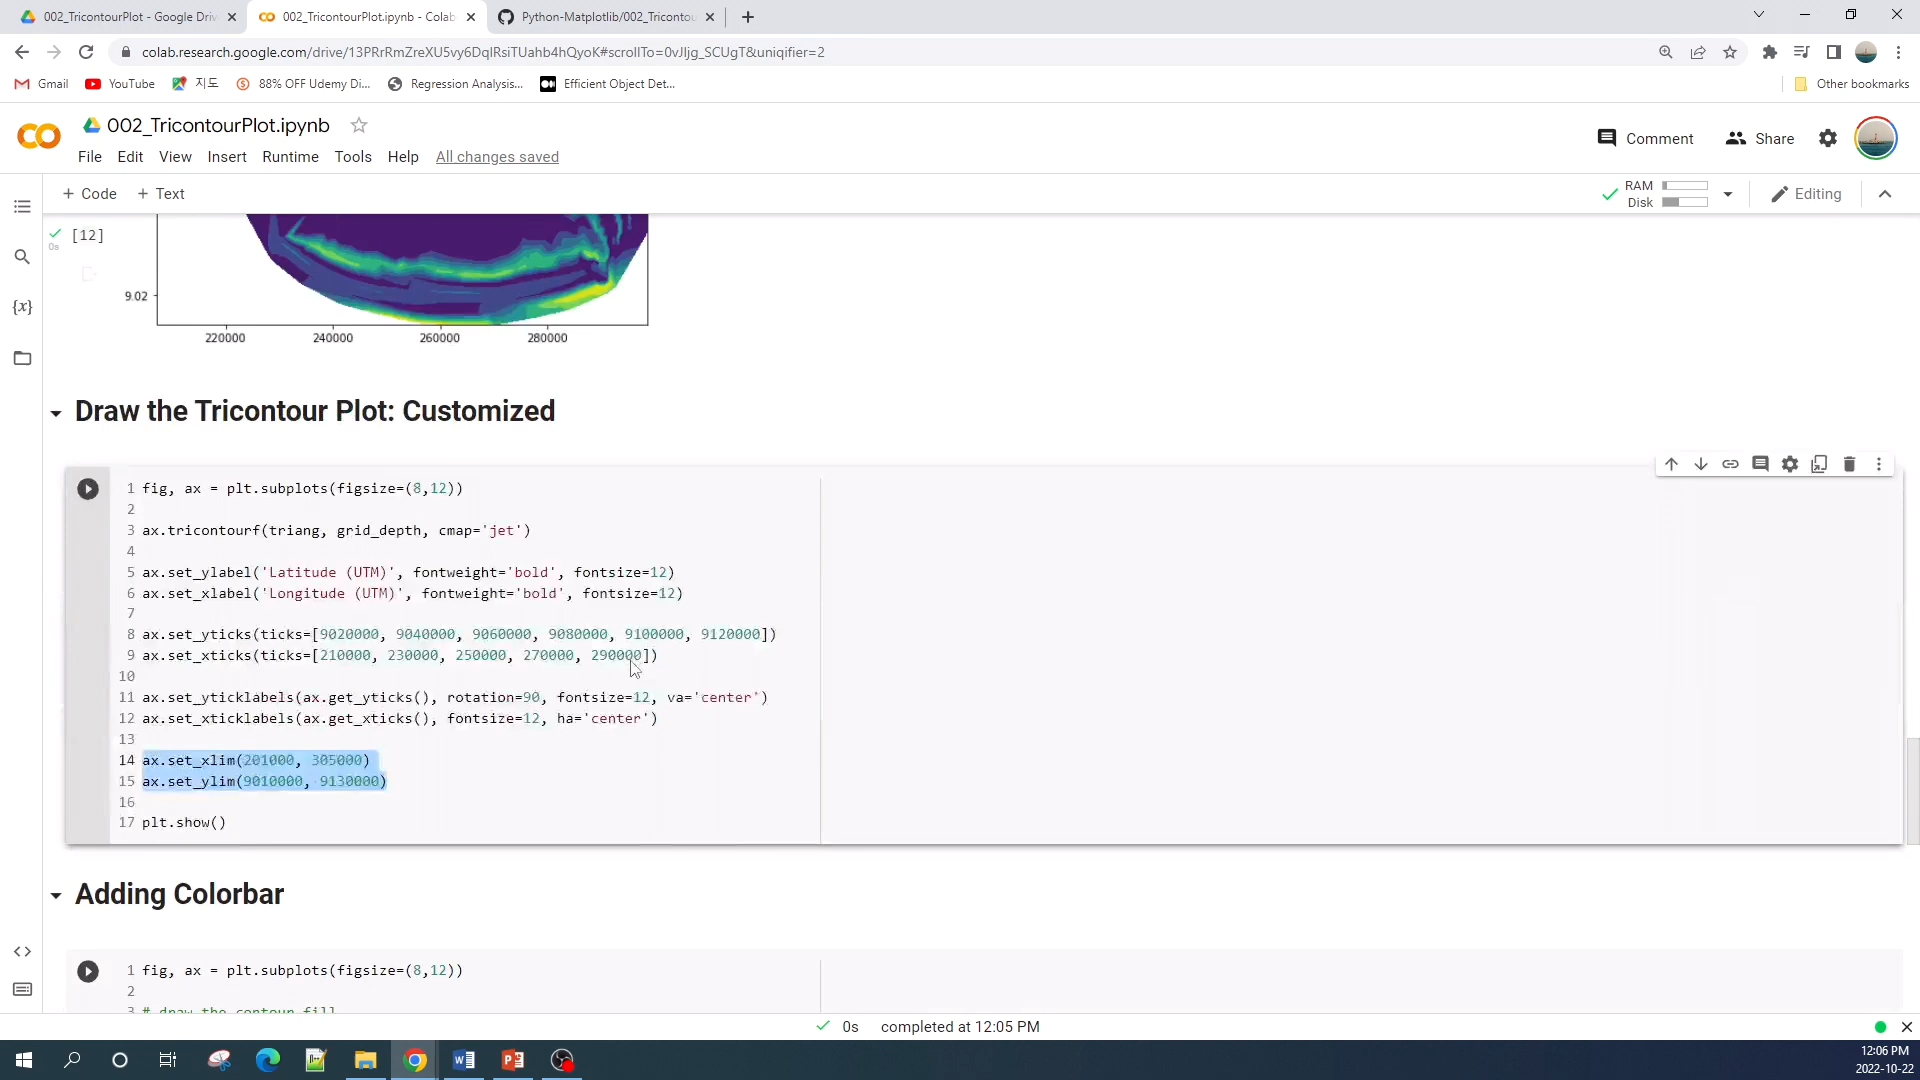 002_TricontourPlot - Google Driv
002_TricontourPlot.ipynb - Colab
Python-Matplotlib/002_Tricontou
colab.research.google.com/drive/13PRrRmZreXU5vy6DqIRsiTUahb4hQyoK#scrollTo=0vJIjg_SCUgT&uniqifier=2
Gmail
YouTube
지도
88% OFF Udemy Di...
Regression Analysis...
Efficient Object Det...
Other bookmarks
002_TricontourPlot.ipynb
Comment
Share
File Edit View Insert Runtime Tools Help All changes saved
+ Code + Text
RAM
Disk
Editing
[12]
0s
9.02
220000 240000 260000 280000
{x}
Draw the Tricontour Plot: Customized
1 fig, ax = plt.subplots(figsize=(8,12))
2
3 ax.tricontourf(triang, grid_depth, cmap='jet')
4
5 ax.set_ylabel('Latitude (UTM)', fontweight='bold', fontsize=12)
6 ax.set_xlabel('Longitude (UTM)', fontweight='bold', fontsize=12)
7
8 ax.set_yticks(ticks=[9020000, 9040000, 9060000, 9080000, 9100000, 9120000])
9 ax.set_xticks(ticks=[210000, 230000, 250000, 270000, 290000])
10
11 ax.set_yticklabels(ax.get_yticks(), rotation=90, fontsize=12, va='center')
12 ax.set_xticklabels(ax.get_xticks(), fontsize=12, ha='center')
13
14 ax.set_xlim(201000, 305000)
15 ax.set_ylim(9010000, 9130000)
16
17 plt.show()
Adding Colorbar
1 fig, ax = plt.subplots(figsize=(8,12))
2
3 # draw the contour fill
0s completed at 12:05 PM
12:06 PM
2022-10-22